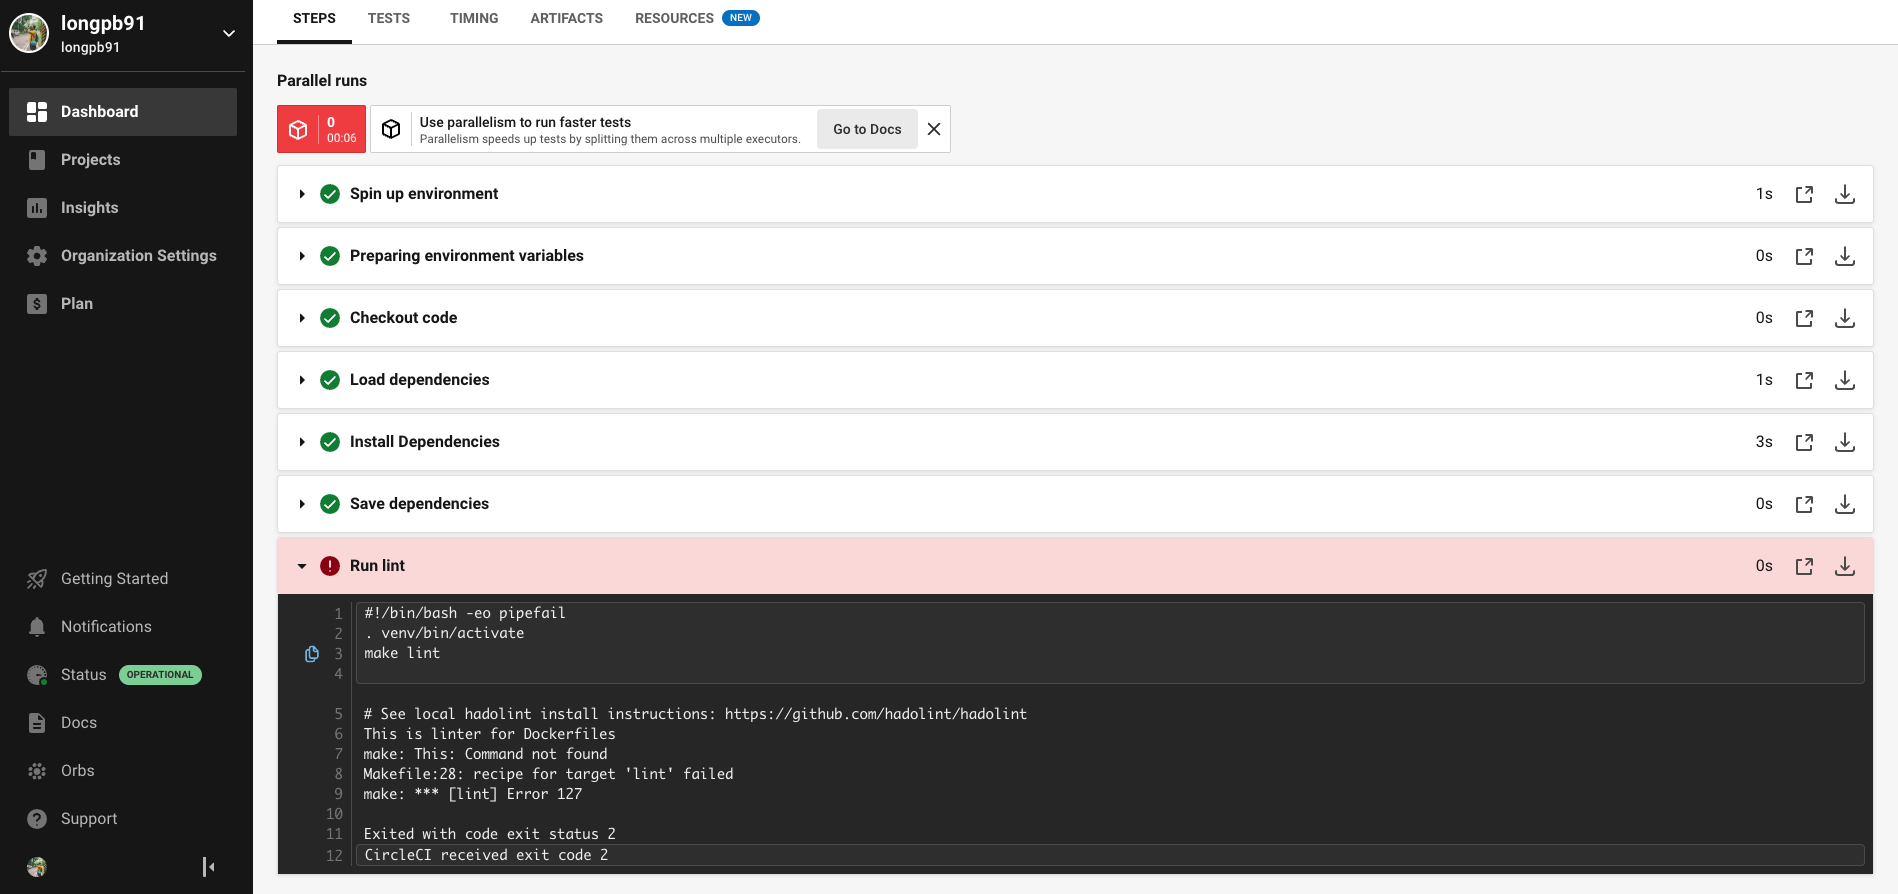 longpb91
longpb91
Dashboard
Projects
Insights
Organization Settings
Plan
Getting Started
Notifications
Status OPERATIONAL
Docs
Orbs
Support
STEPS TESTS TIMING ARTIFACTS RESOURCES NEW
Parallel runs
0
00:06
Use parallelism to run faster tests
Parallelism speeds up tests by splitting them across multiple executors.
Go to Docs
Spin up environment 1s
Preparing environment variables 0s
Checkout code 0s
Load dependencies 1s
Install Dependencies 3s
Save dependencies 0s
Run lint 0s
1 #!/bin/bash -eo pipefail
2 . venv/bin/activate
3 make lint
4
5 # See local hadolint install instructions: https://github.com/hadolint/hadolint
6 This is linter for Dockerfiles
7 make: This: Command not found
8 Makefile:28: recipe for target 'lint' failed
9 make: *** [lint] Error 127
10
11 Exited with code exit status 2
12 CircleCI received exit code 2